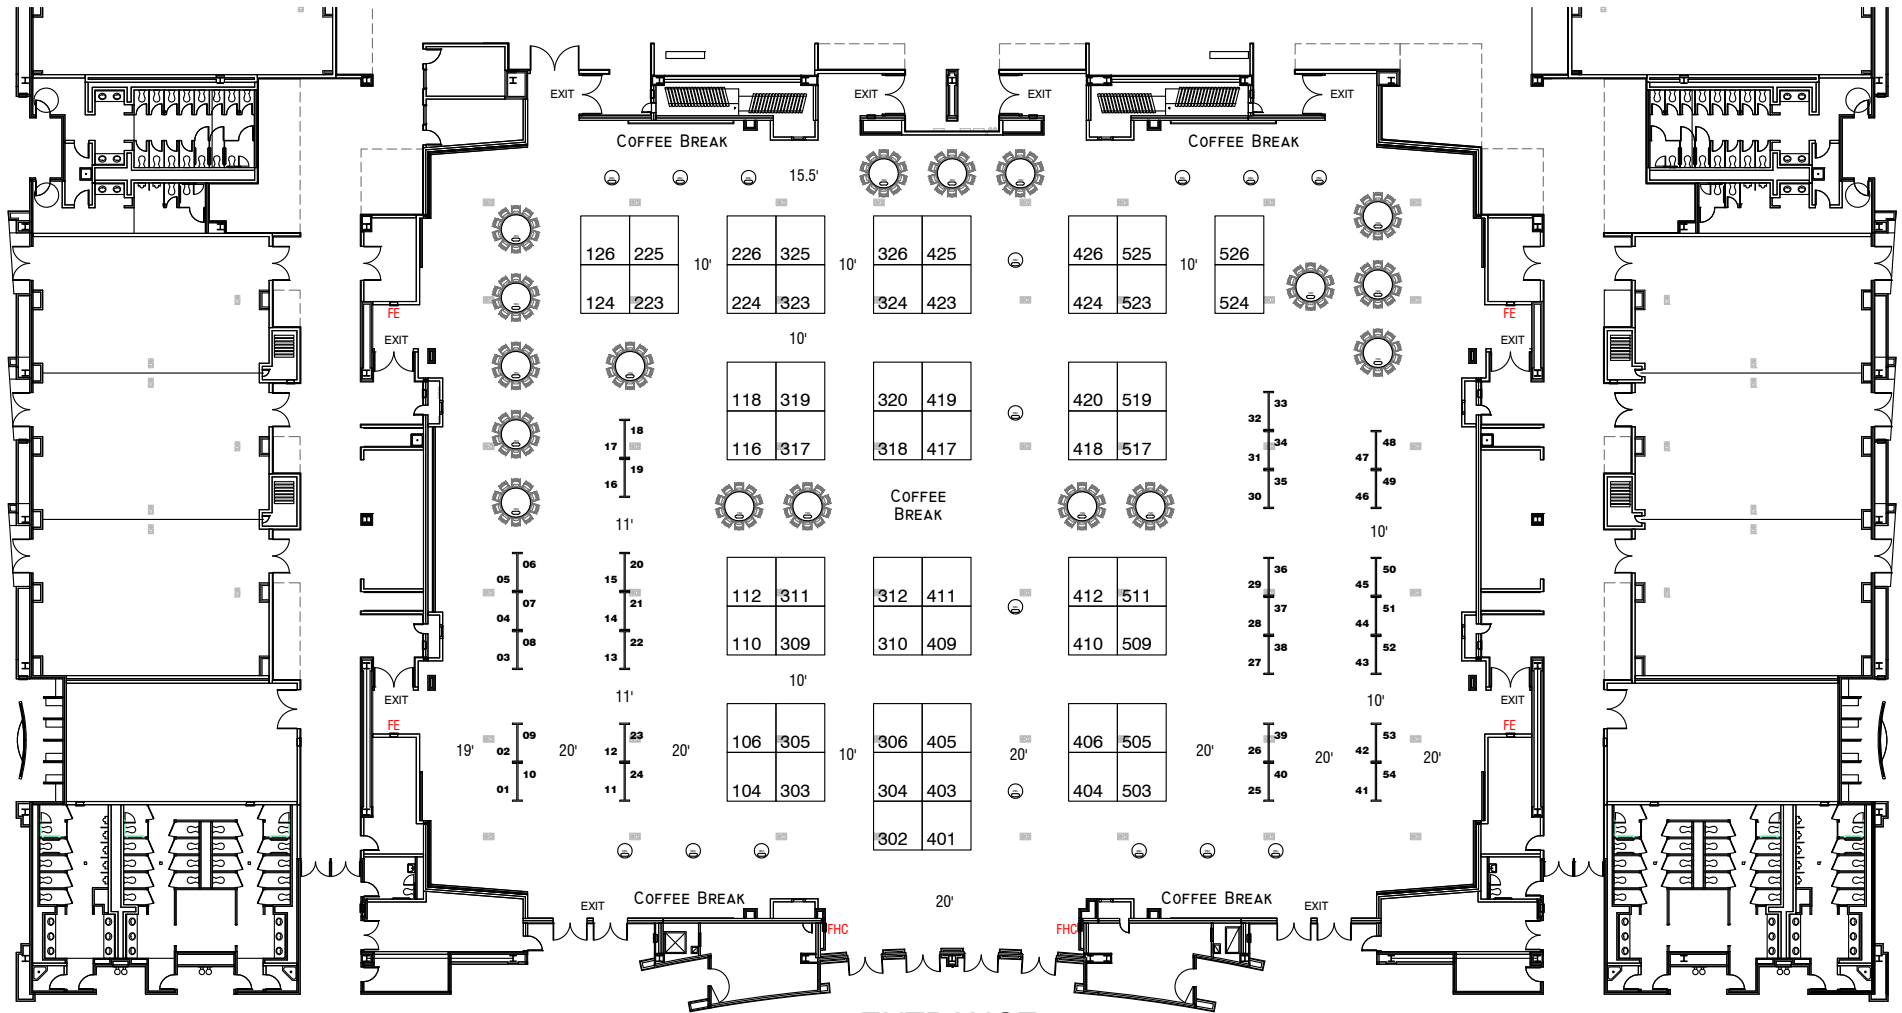 EXIT EXIT EXIT EXIT
COFFEE BREAK COFFEE BREAK
15.5'
126 225 226 325 326 425 426 525 526
10' 10' 10'
124 223 224 323 324 423 424 523 524
FE FE
EXIT 10' EXIT
118 319 320 419 420 519
33
32
18
17 34 48
116 317 318 417 418 517
31 47
19
16 35 49
30 46
COFFEE
BREAK
11' 10'
06 20 36 50
05 15 29 45
112 311 312 411 412 511
07 21 37 51
04 14 28 44
08 22 38 52
110 309 310 409 410 509
03 13 27 43
10'
EXIT 11' 10' EXIT
FE FE
09 23 39 53
106 305 306 405 406 505
19' 02 20' 12 20' 10' 20' 20' 26 20' 42 20'
10 24 40 54
01 11 104 303 304 403 404 503 25 41
302 401
COFFEE BREAK 20' COFFEE BREAK
EXIT EXIT
FHC FHC